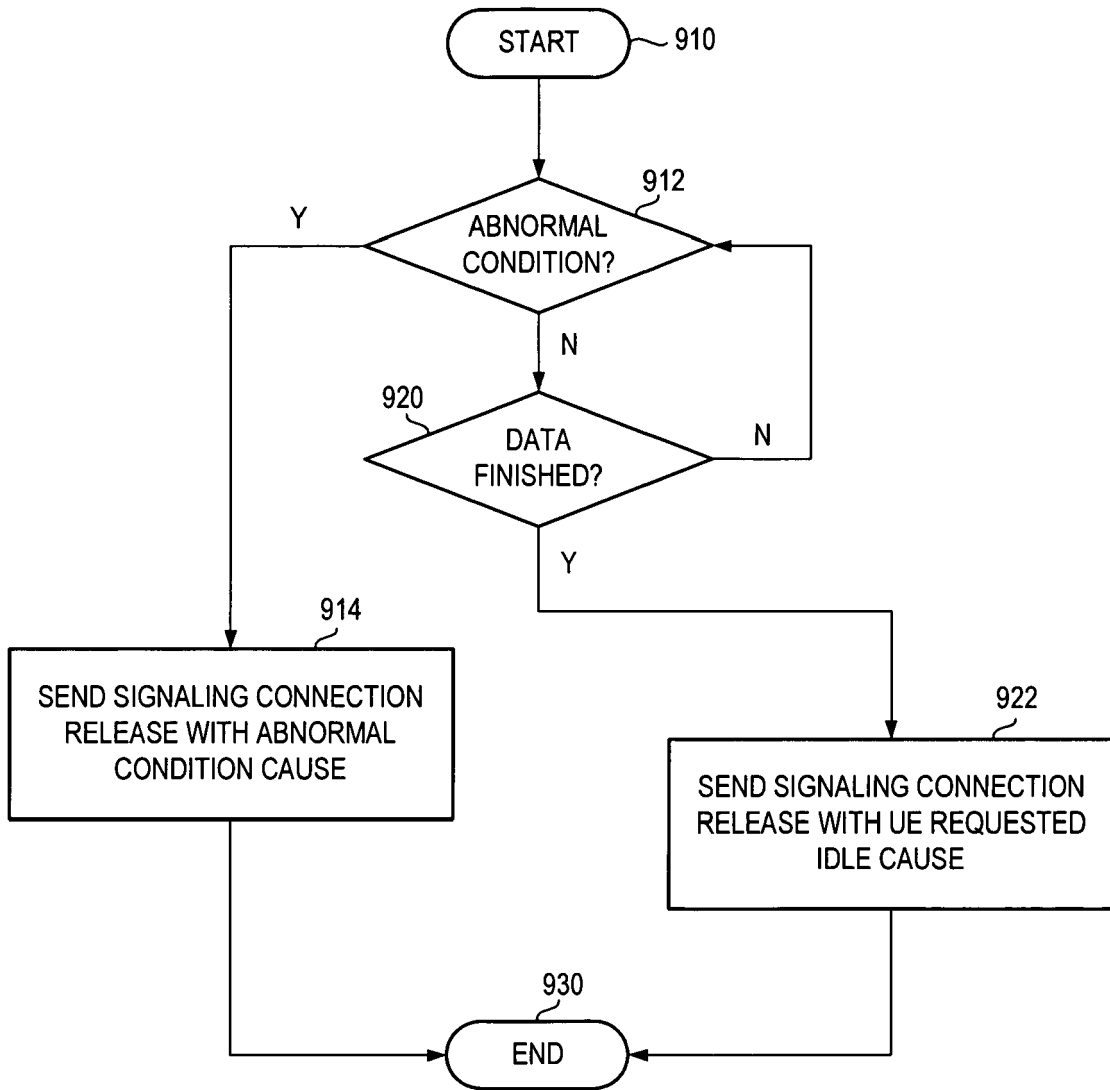 START
910
912
Y
ABNORMAL
CONDITION?
N
920
DATA
FINISHED?
N
Y
914
SEND SIGNALING CONNECTION
RELEASE WITH ABNORMAL
CONDITION CAUSE
922
SEND SIGNALING CONNECTION
RELEASE WITH UE REQUESTED
IDLE CAUSE
930
END